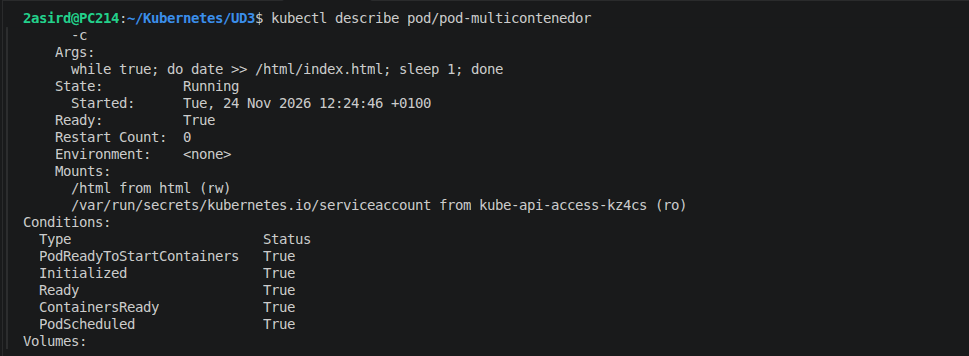 2asird@PC214:~/Kubernetes/UD3$ kubectl describe pod/pod-multicontenedor
      -c
    Args:
      while true; do date >> /html/index.html; sleep 1; done
    State:          Running
      Started:      Tue, 24 Nov 2026 12:24:46 +0100
    Ready:          True
    Restart Count:  0
    Environment:    <none>
    Mounts:
      /html from html (rw)
      /var/run/secrets/kubernetes.io/serviceaccount from kube-api-access-kz4cs (ro)
Conditions:
  Type                        Status
  PodReadyToStartContainers   True
  Initialized                 True
  Ready                       True
  ContainersReady             True
  PodScheduled                True
Volumes: